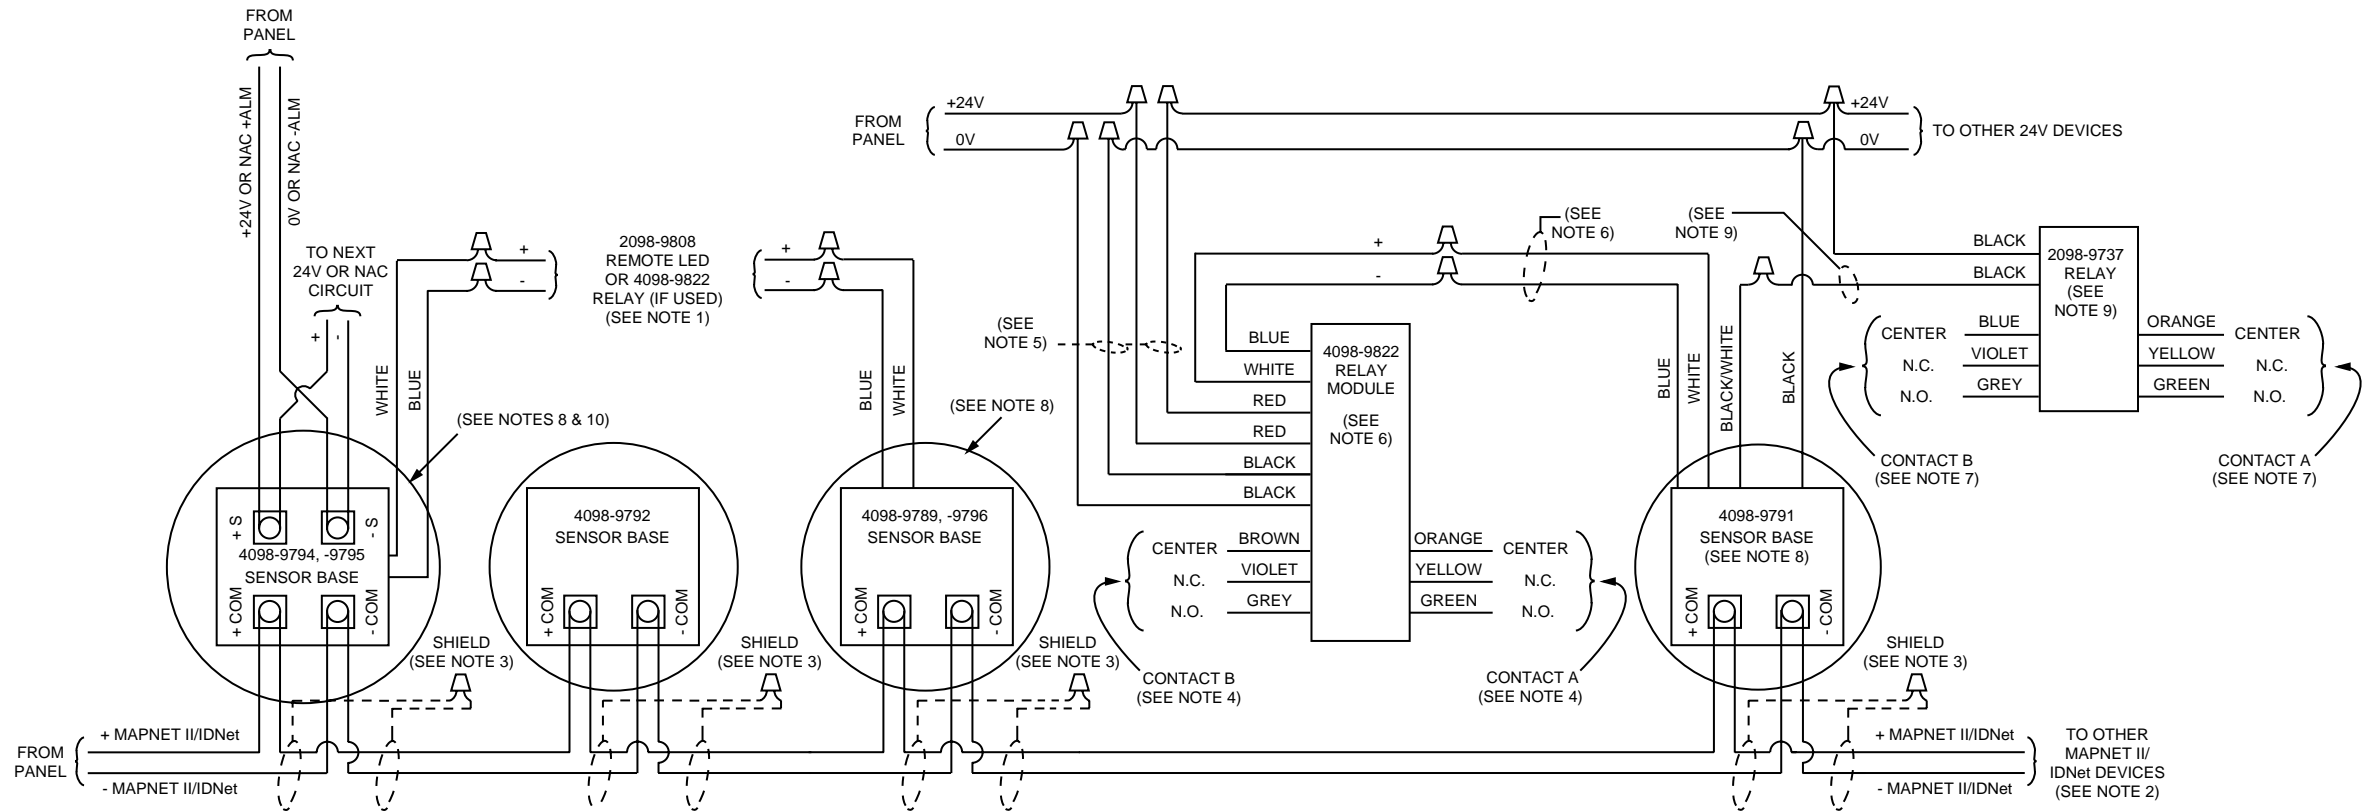 FROM
PANEL
+24V OR NAC +ALM
0V OR NAC -ALM
TO NEXT
24V OR NAC
CIRCUIT
+
-
WHITE
BLUE
+
-
2098-9808
REMOTE LED
OR 4098-9822
RELAY (IF USED)
(SEE NOTE 1)
+
-
BLUE
WHITE
(SEE NOTES 8 & 10)
(SEE NOTE 8)
+ S
- S
4098-9794, -9795
SENSOR BASE
+ COM
- COM
4098-9792
SENSOR BASE
+ COM
- COM
4098-9789, -9796
SENSOR BASE
+ COM
- COM
FROM
PANEL
+24V
0V
+24V
0V
TO OTHER 24V DEVICES
(SEE
NOTE 5)
+
-
(SEE
NOTE 6)
(SEE
NOTE 9)
BLUE
WHITE
RED
RED
BLACK
BLACK
4098-9822
RELAY
MODULE
(SEE
NOTE 6)
CENTER
BROWN
N.C.
VIOLET
N.O.
GREY
ORANGE
CENTER
YELLOW
N.C.
GREEN
N.O.
CONTACT B
(SEE NOTE 4)
CONTACT A
(SEE NOTE 4)
BLUE
WHITE
BLACK/WHITE
BLACK
4098-9791
SENSOR BASE
(SEE NOTE 8)
+ COM
- COM
BLACK
BLACK
2098-9737
RELAY
(SEE
NOTE 9)
CENTER
BLUE
N.C.
VIOLET
N.O.
GREY
ORANGE
CENTER
YELLOW
N.C.
GREEN
N.O.
CONTACT B
(SEE NOTE 7)
CONTACT A
(SEE NOTE 7)
SHIELD
(SEE NOTE 3)
SHIELD
(SEE NOTE 3)
SHIELD
(SEE NOTE 3)
SHIELD
(SEE NOTE 3)
FROM
PANEL
+ MAPNET II/IDNet
- MAPNET II/IDNet
+ MAPNET II/IDNet
- MAPNET II/IDNet
TO OTHER
MAPNET II/
IDNet DEVICES
(SEE NOTE 2)